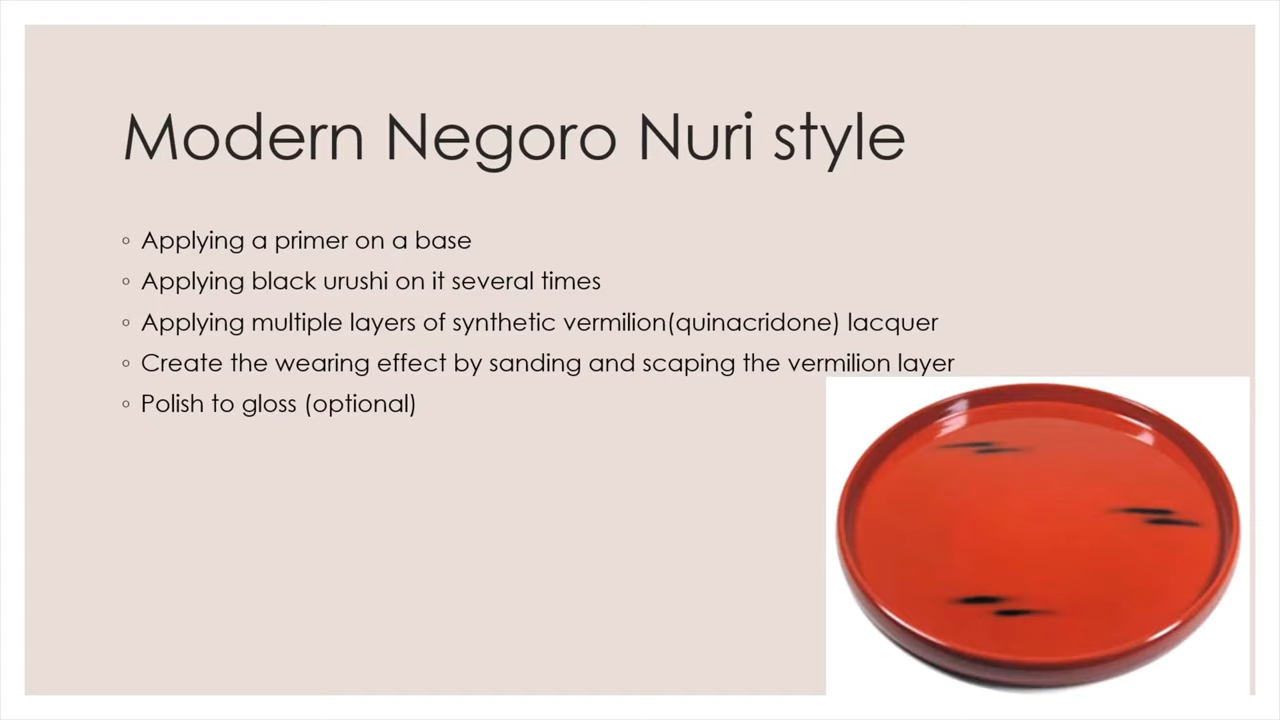 Modern Negoro Nuri style
◦ Applying a primer on a base
◦ Applying black urushi on it several times
◦ Applying multiple layers of synthetic vermilion(quinacridone) lacquer
◦ Create the wearing effect by sanding and scaping the vermilion layer
◦ Polish to gloss (optional)